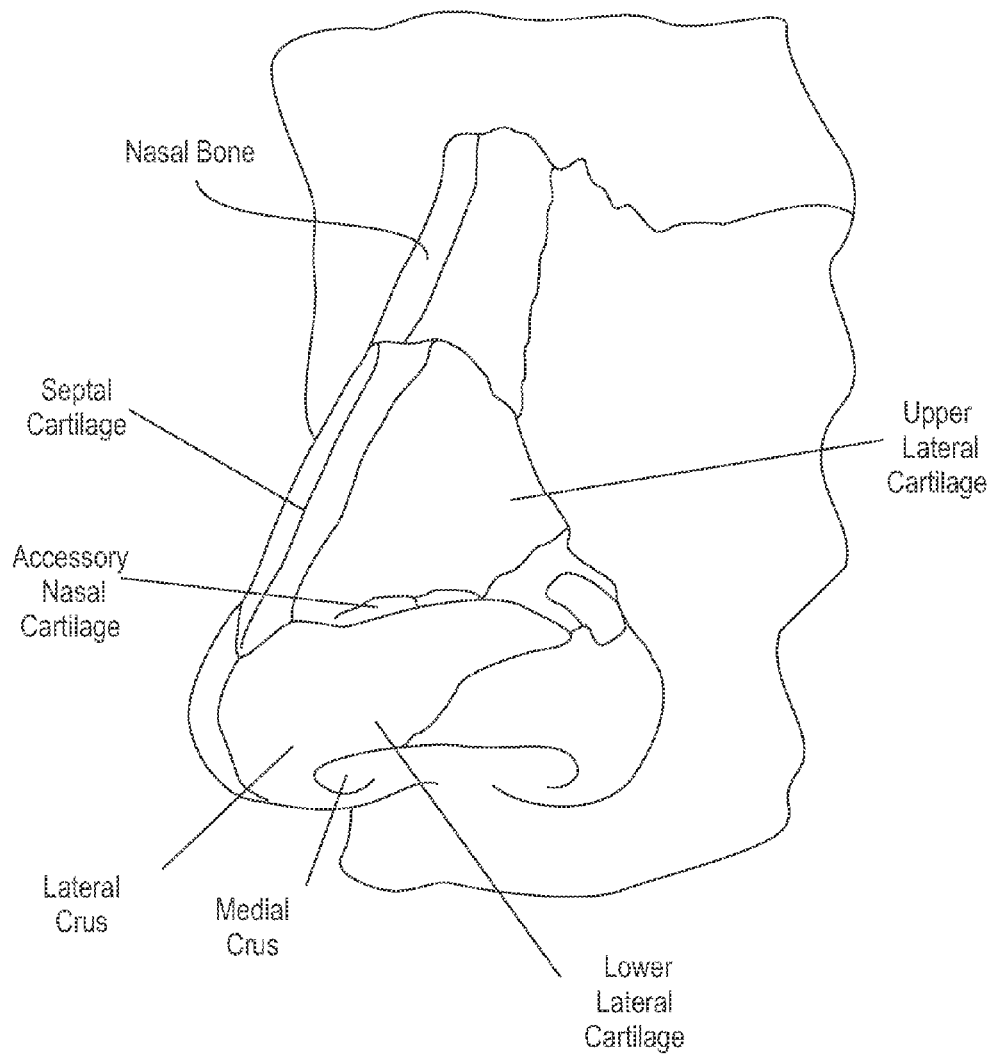 Nasal Bone
Septal
Cartilage
Upper
Lateral
Cartilage
Accessory
Nasal
Cartilage
Lateral
Crus
Medial
Crus
Lower
Lateral
Cartilage